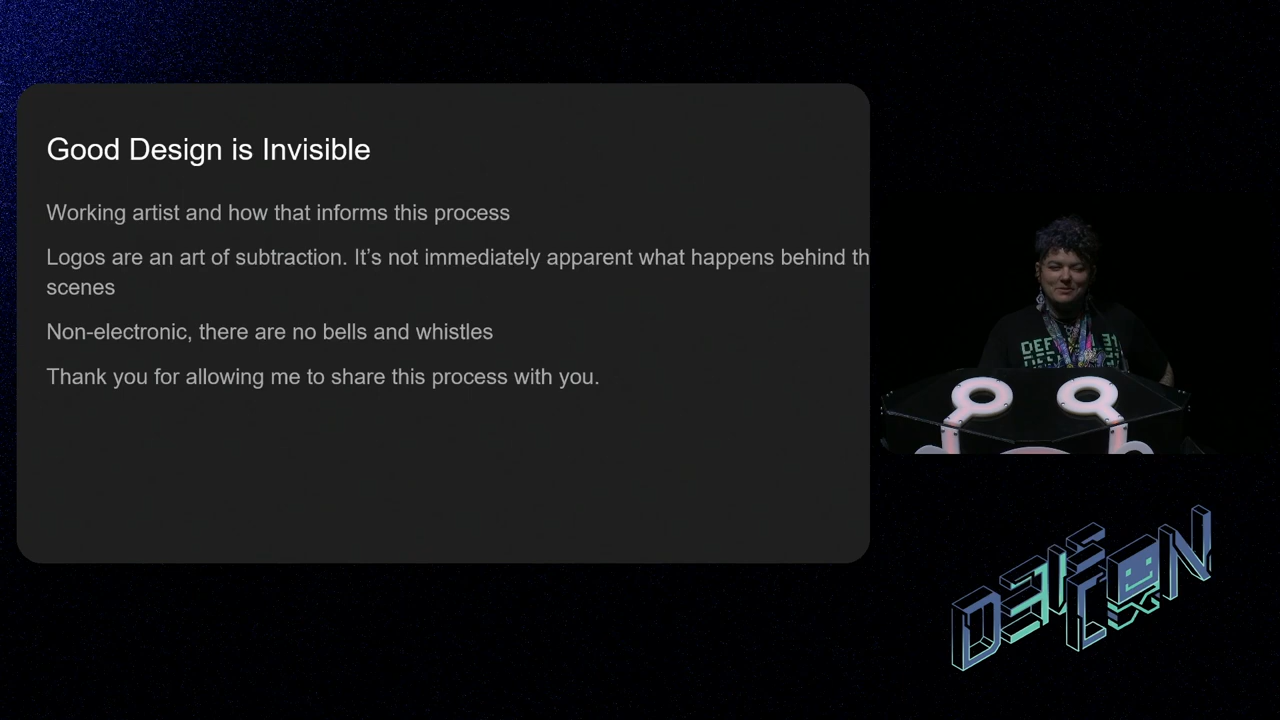 Good Design is Invisible
Working artist and how that informs this process
Logos are an art of subtraction. It’s not immediately apparent what happens behind th
scenes
Non-electronic, there are no bells and whistles
Thank you for allowing me to share this process with you.
DEF CON